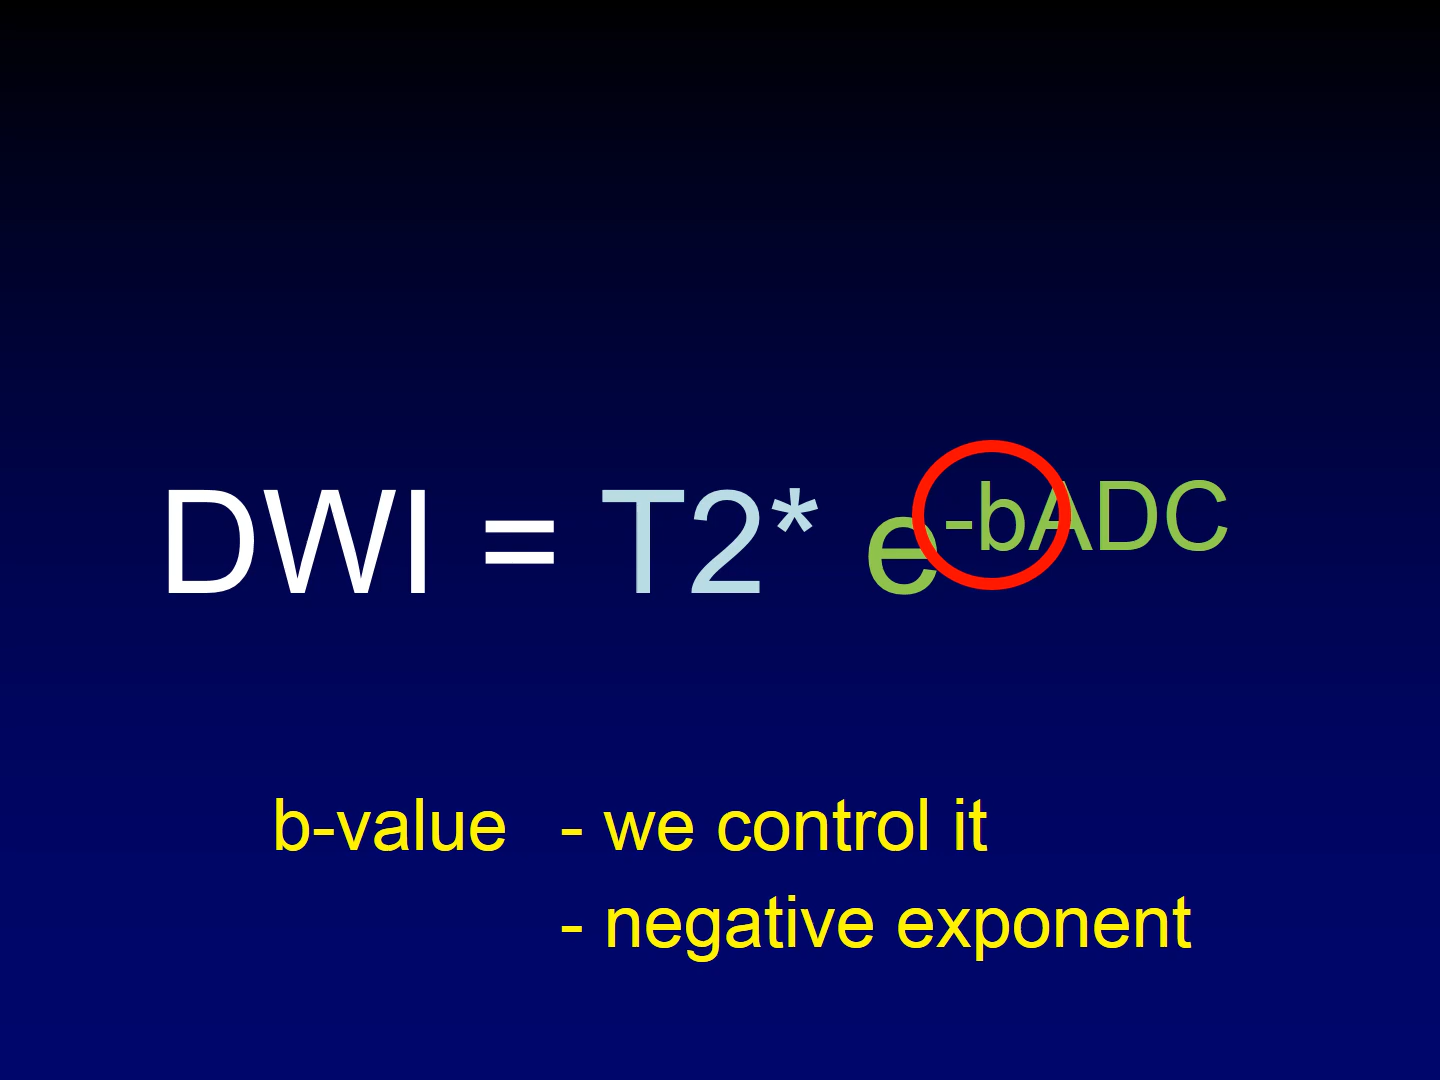 DWI = T2* e-bADC
b-value - we control it
- negative exponent